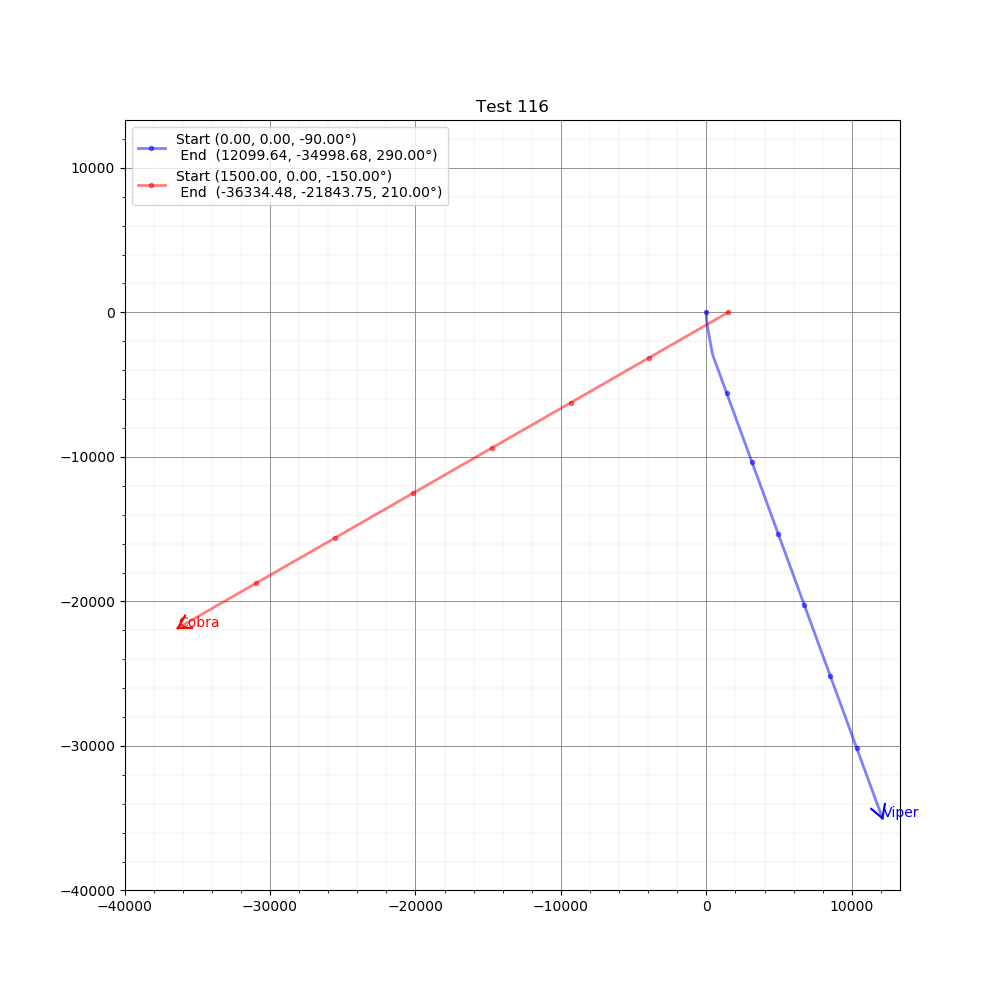 Test 116
Start (0.00, 0.00, -90.00°)
End  (12099.64, -34998.68, 290.00°)
Start (1500.00, 0.00, -150.00°)
End  (-36334.48, -21843.75, 210.00°)
10000
0
−10000
−20000
−30000
−40000
Cobra
Viper
−40000 −30000 −20000 −10000 0 10000